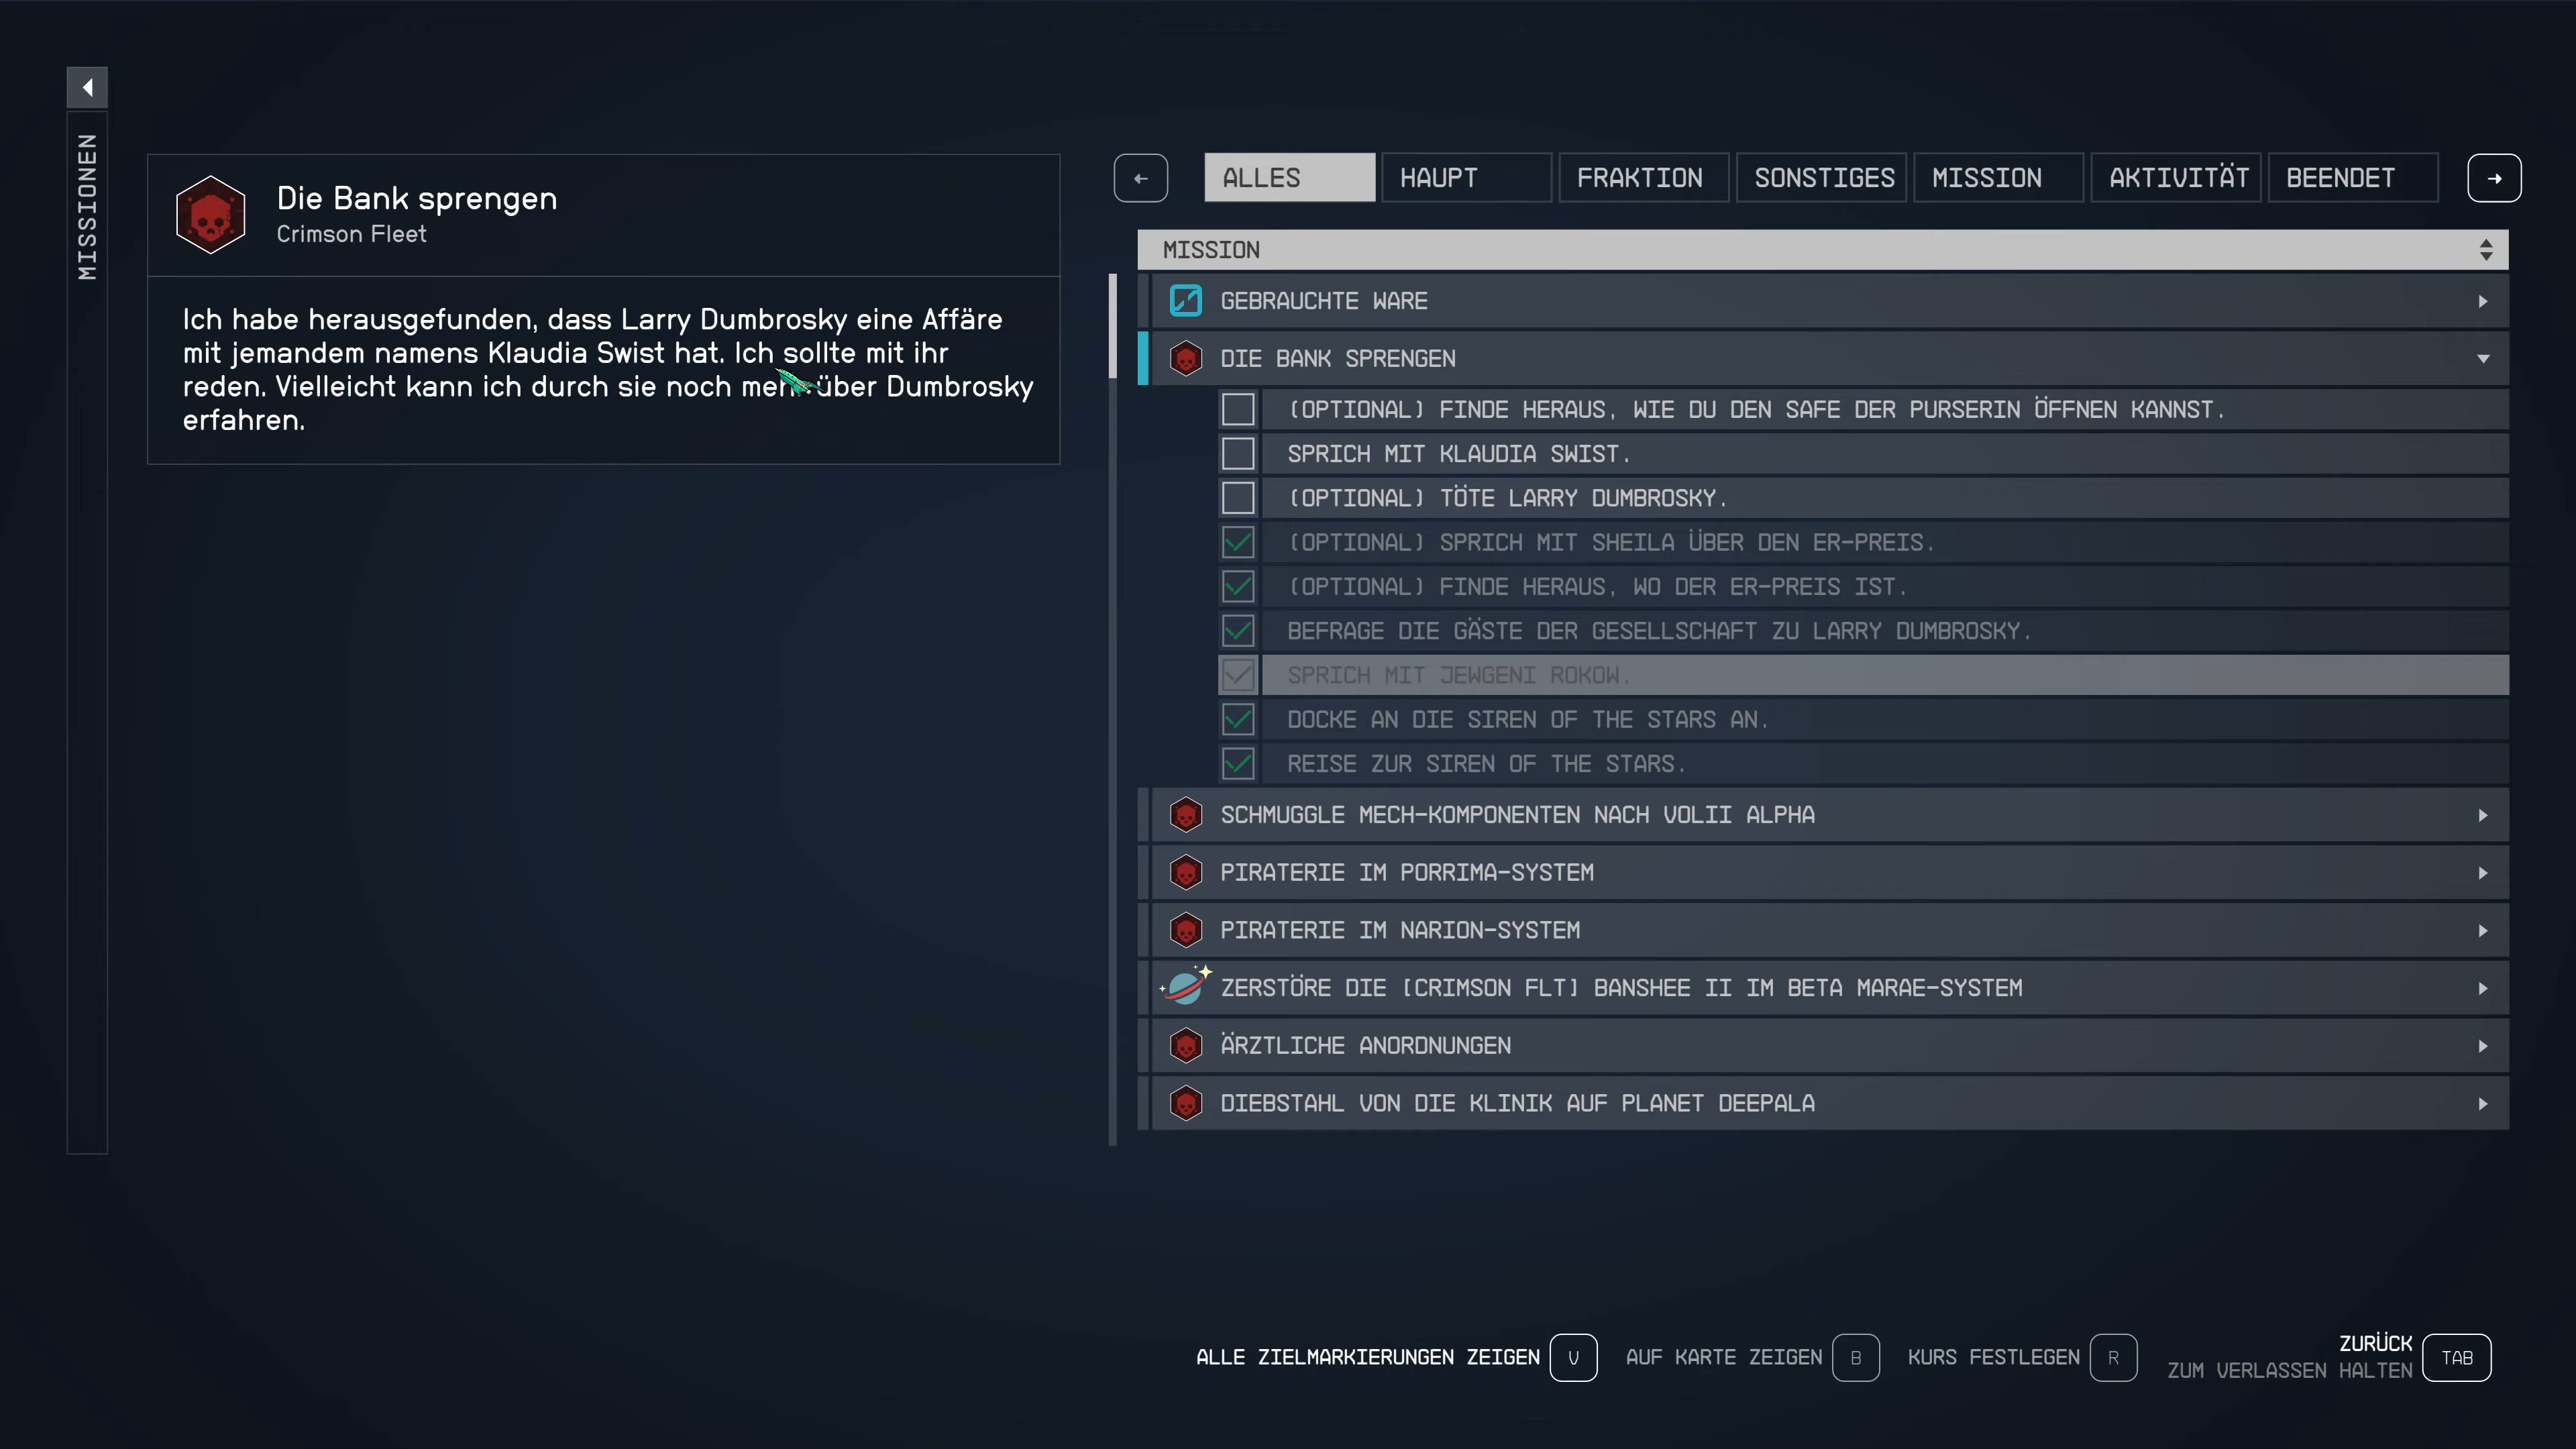 MISSIONEN
Die Bank sprengen
Crimson Fleet
Ich habe herausgefunden, dass Larry Dumbrosky eine Affäre
mit jemandem namens Klaudia Swist hat. Ich sollte mit ihr
reden. Vielleicht kann ich durch sie noch mehr über Dumbrosky
erfahren.
ALLES HAUPT FRAKTION SONSTIGES MISSION AKTIVITÄT BEENDET
MISSION
GEBRAUCHTE WARE
DIE BANK SPRENGEN
(OPTIONAL) FINDE HERAUS, WIE DU DEN SAFE DER PURSERIN ÖFFNEN KANNST.
SPRICH MIT KLAUDIA SWIST.
(OPTIONAL) TÖTE LARRY DUMBROSKY.
(OPTIONAL) SPRICH MIT SHEILA ÜBER DEN ER-PREIS.
(OPTIONAL) FINDE HERAUS, WO DER ER-PREIS IST.
BEFRAGE DIE GÄSTE DER GESELLSCHAFT ZU LARRY DUMBROSKY.
SPRICH MIT JEWGENI ROKOW.
DOCKE AN DIE SIREN OF THE STARS AN.
REISE ZUR SIREN OF THE STARS.
SCHMUGGLE MECH-KOMPONENTEN NACH VOLII ALPHA
PIRATERIE IM PORRIMA-SYSTEM
PIRATERIE IM NARION-SYSTEM
ZERSTÖRE DIE [CRIMSON FLT] BANSHEE II IM BETA MARAE-SYSTEM
ÄRZTLICHE ANORDNUNGEN
DIEBSTAHL VON DIE KLINIK AUF PLANET DEEPALA
ALLE ZIELMARKIERUNGEN ZEIGEN V AUF KARTE ZEIGEN B KURS FESTLEGEN R ZURÜCK TAB
ZUM VERLASSEN HALTEN